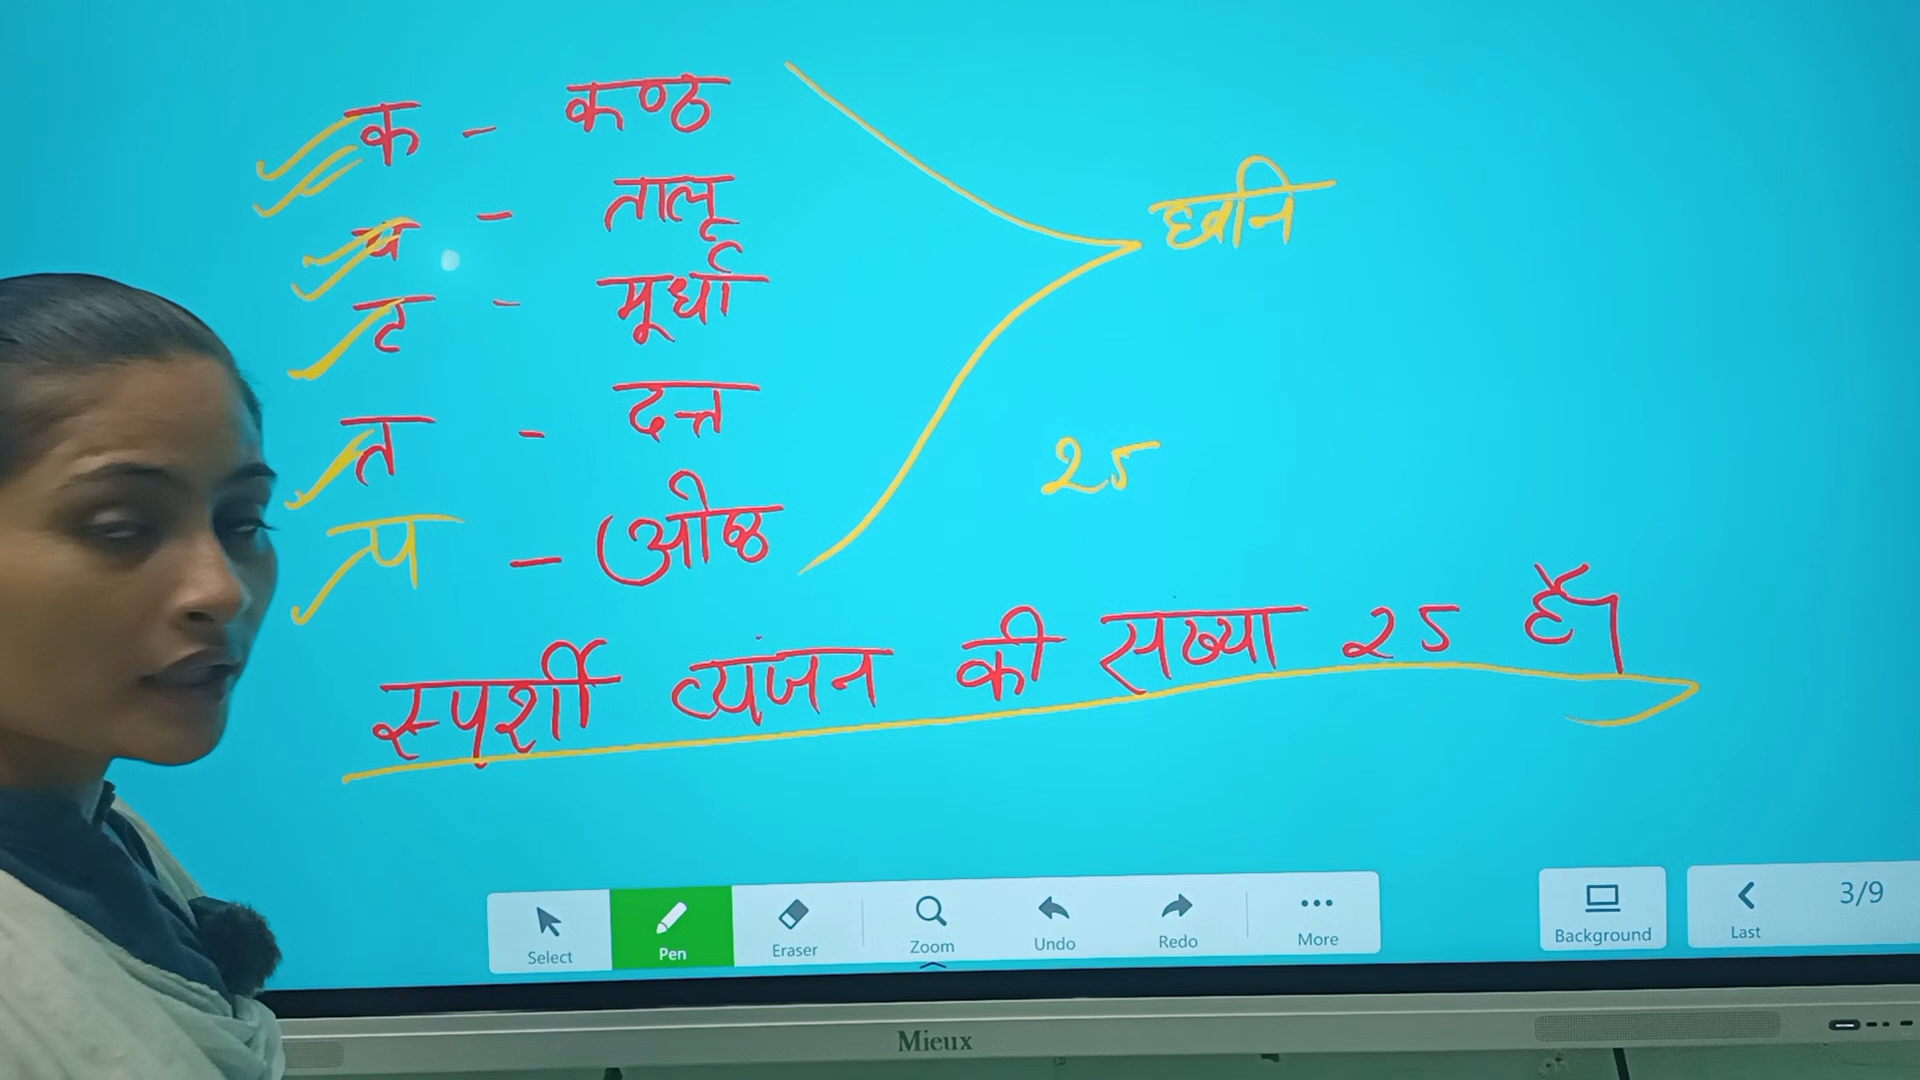 क - कण्ठ
च - तालू
ट - मूर्धा
त - दन्त
प - ओष्ठ
ध्वनि
25
स्पर्शी व्यंजन की सख्या 25 है।
Select
Pen
Eraser
Zoom
Undo
Redo
More
Background
Last
3/9
Mieux